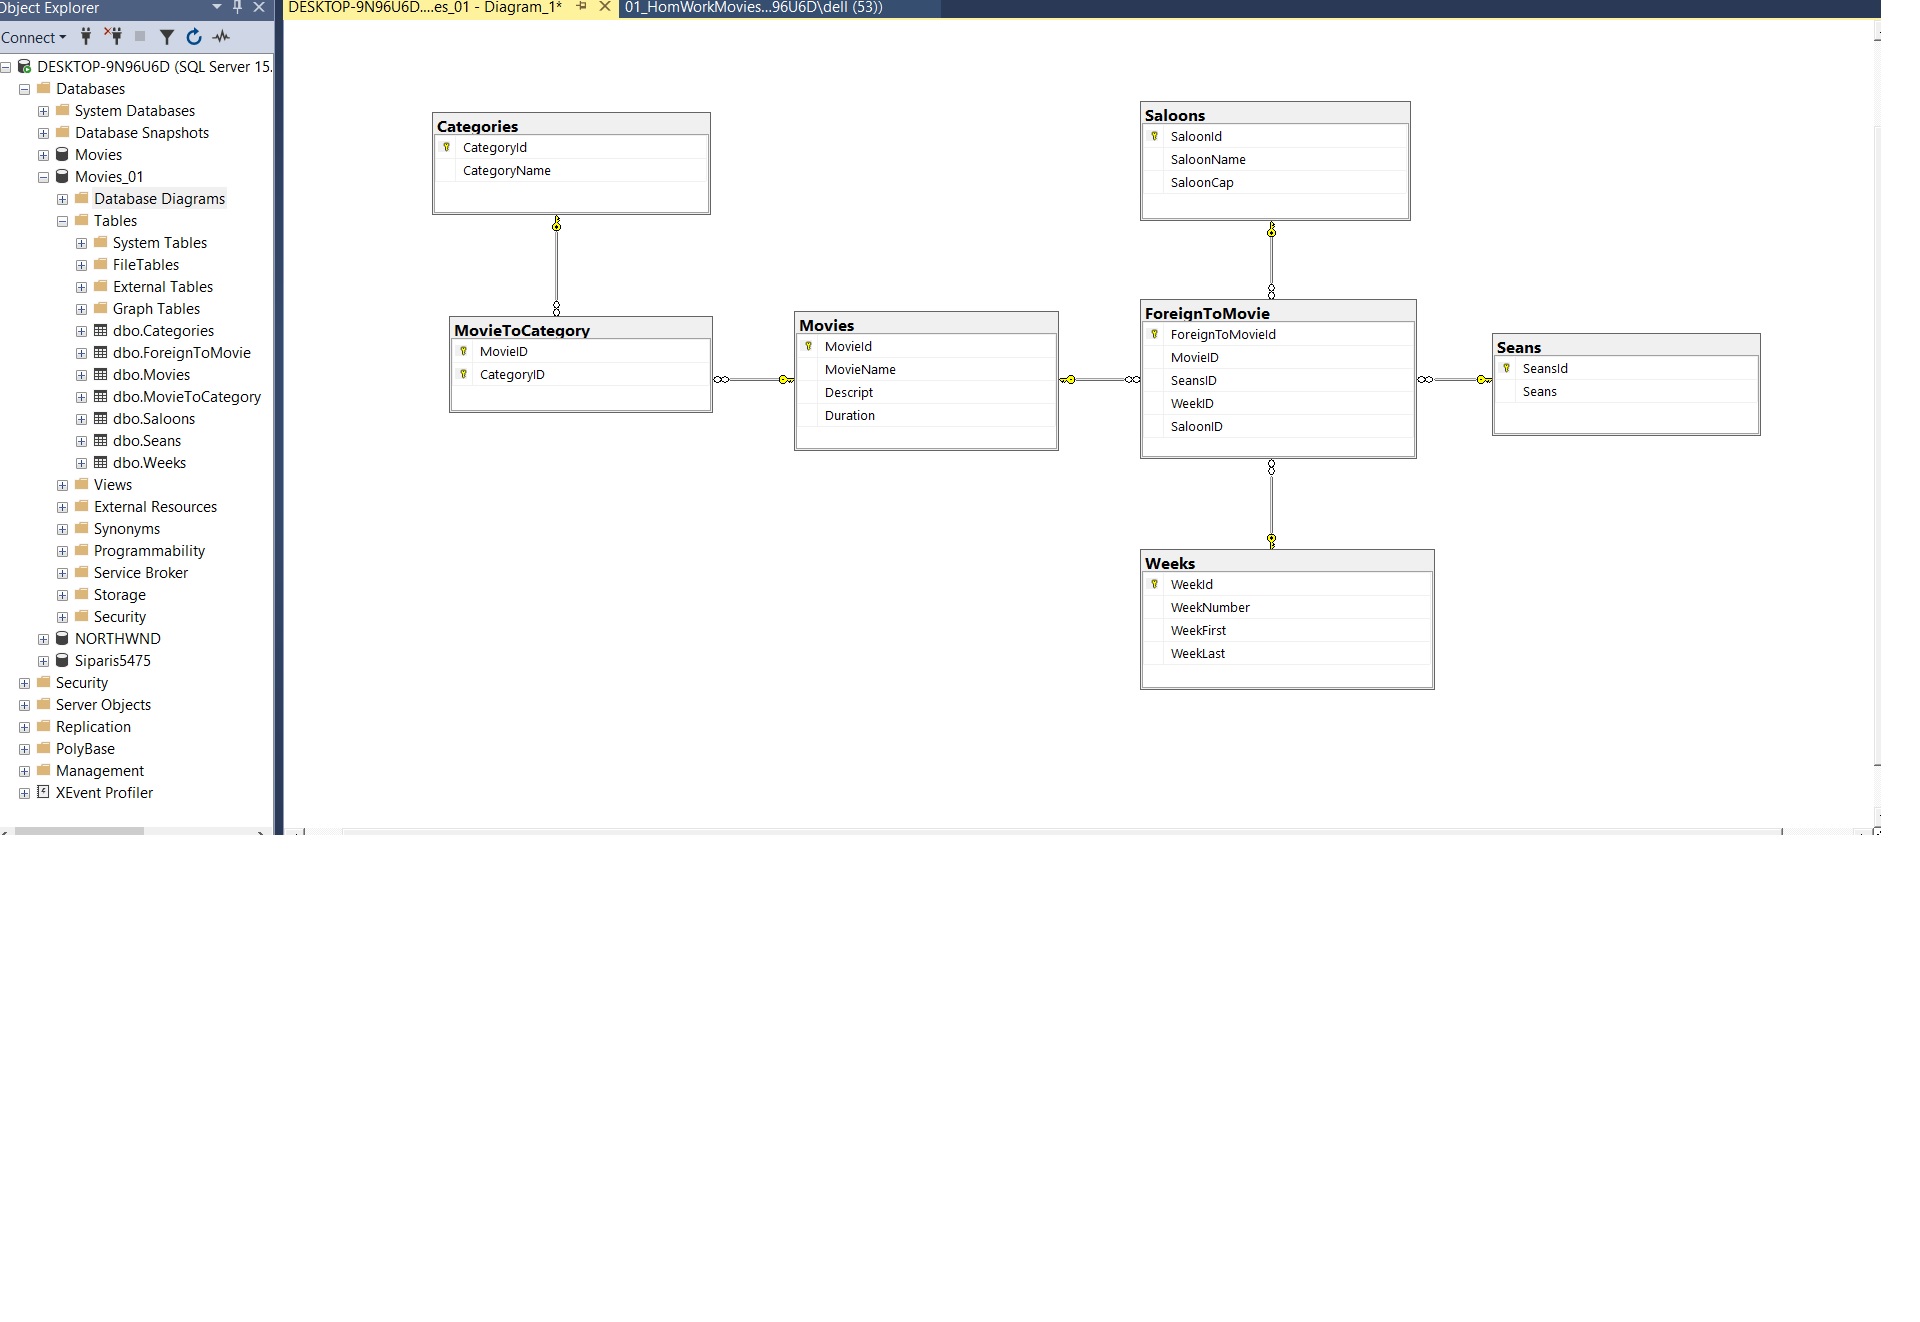 Object Explorer
Connect
DESKTOP-9N96U6D (SQL Server 15.
Databases
System Databases
Database Snapshots
Movies
Movies_01
Database Diagrams
Tables
System Tables
FileTables
External Tables
Graph Tables
dbo.Categories
dbo.ForeignToMovie
dbo.Movies
dbo.MovieToCategory
dbo.Saloons
dbo.Seans
dbo.Weeks
Views
External Resources
Synonyms
Programmability
Service Broker
Storage
Security
NORTHWND
Siparis5475
Security
Server Objects
Replication
PolyBase
Management
XEvent Profiler
DESKTOP-9N96U6D....es_01 - Diagram_1*
01_HomWorkMovies...96U6D\dell (53))
Categories
CategoryId
CategoryName
MovieToCategory
MovieID
CategoryID
Movies
MovieId
MovieName
Descript
Duration
Saloons
SaloonId
SaloonName
SaloonCap
ForeignToMovie
ForeignToMovieId
MovieID
SeansID
WeekID
SaloonID
Seans
SeansId
Seans
Weeks
WeekId
WeekNumber
WeekFirst
WeekLast